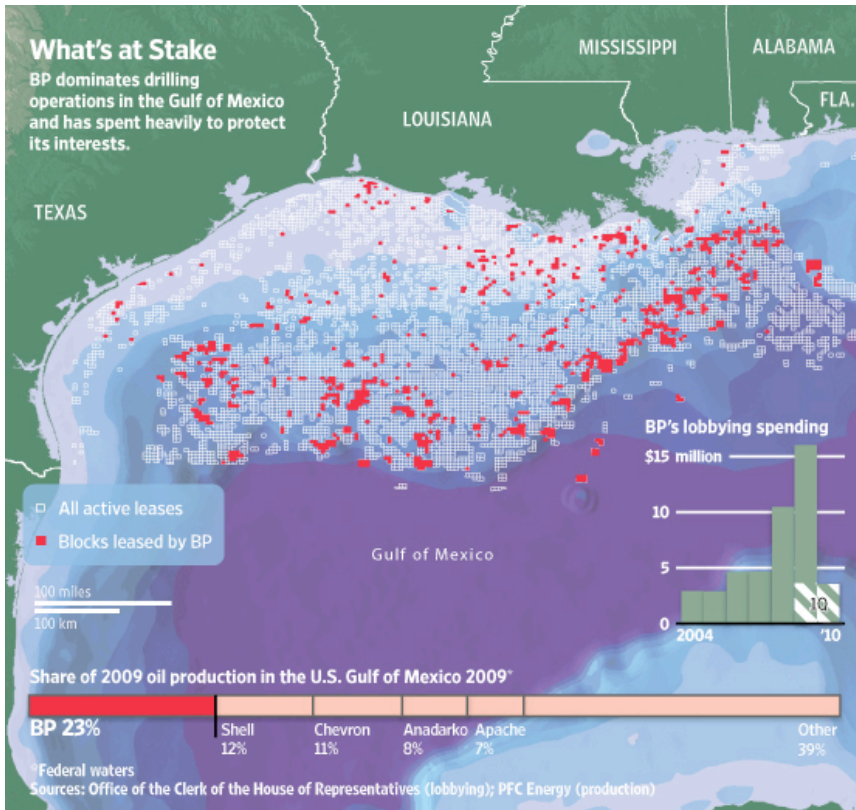 What's at Stake
BP dominates drilling
operations in the Gulf of Mexico
and has spent heavily to protect
its interests.
MISSISSIPPI
ALABAMA
FLA.
LOUISIANA
TEXAS
BP's lobbying spending
$15 million
10
5
0
1Q
2004
'10
All active leases
Blocks leased by BP
Gulf of Mexico
100 miles
100 km
Share of 2009 oil production in the U.S. Gulf of Mexico 2009*
BP 23%
Shell
12%
Chevron
11%
Anadarko
8%
Apache
7%
Other
39%
*Federal waters
Sources: Office of the Clerk of the House of Representatives (lobbying); PFC Energy (production)